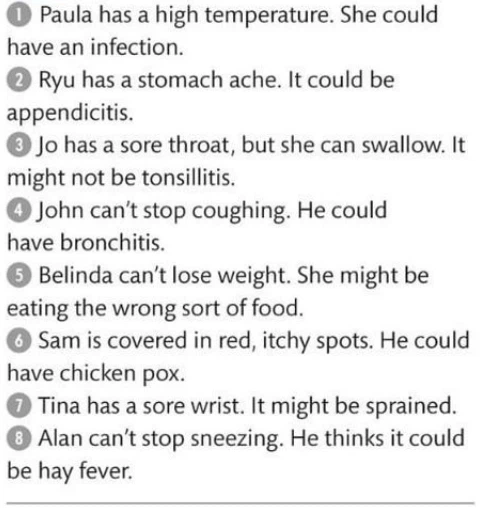 1 Paula has a high temperature. She could
have an infection.
2 Ryu has a stomach ache. It could be
appendicitis.
3 Jo has a sore throat, but she can swallow. It
might not be tonsillitis.
4 John can't stop coughing. He could
have bronchitis.
5 Belinda can't lose weight. She might be
eating the wrong sort of food.
6 Sam is covered in red, itchy spots. He could
have chicken pox.
7 Tina has a sore wrist. It might be sprained.
8 Alan can't stop sneezing. He thinks it could
be hay fever.